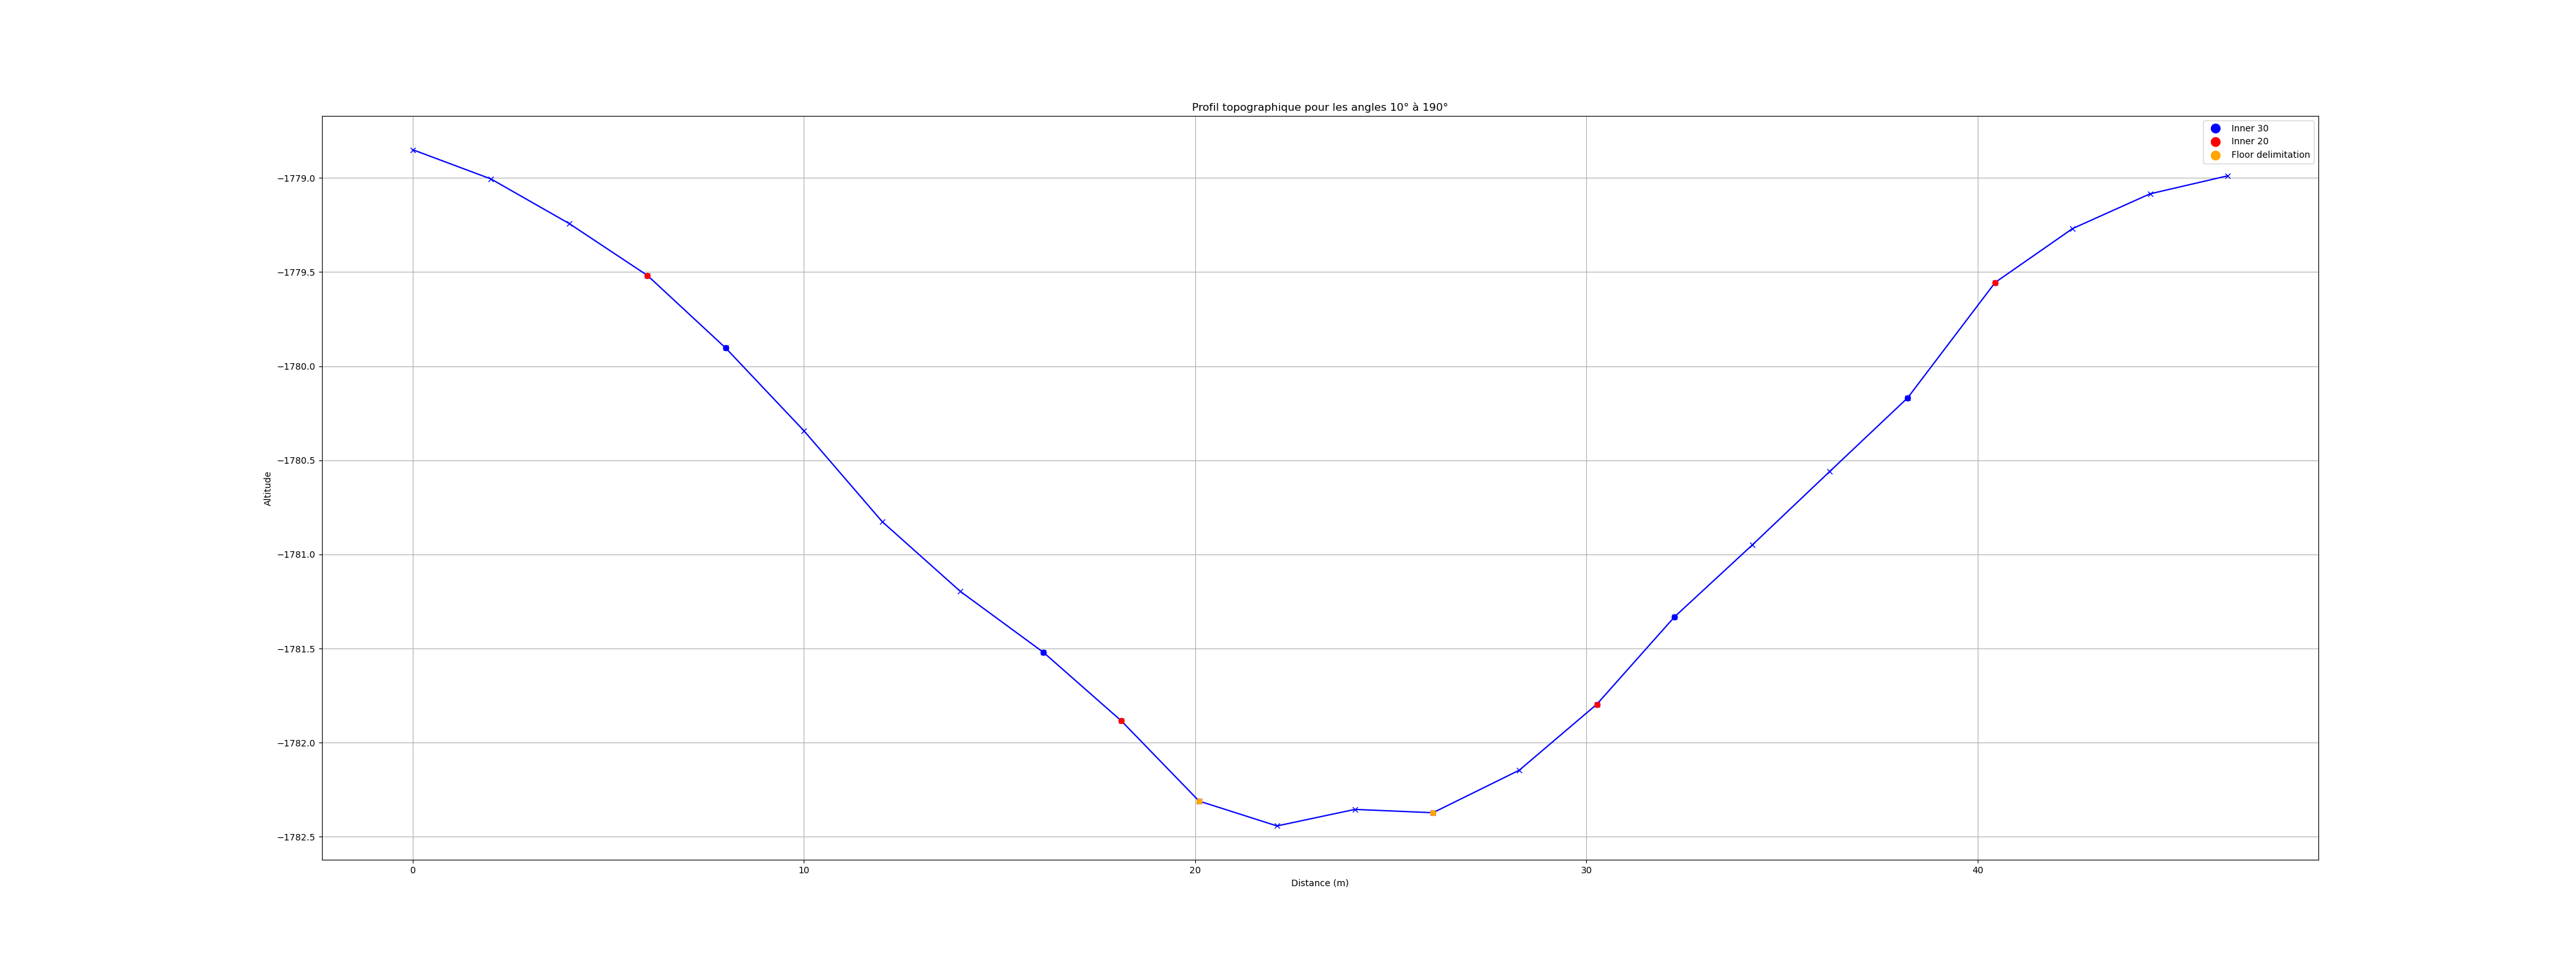 Profil topographique pour les angles 10° à 190°
Inner 30
Inner 20
Floor delimitation
−1779.0
−1779.5
−1780.0
−1780.5
−1781.0
−1781.5
−1782.0
−1782.5
Altitude
0 10 20 30 40
Distance (m)